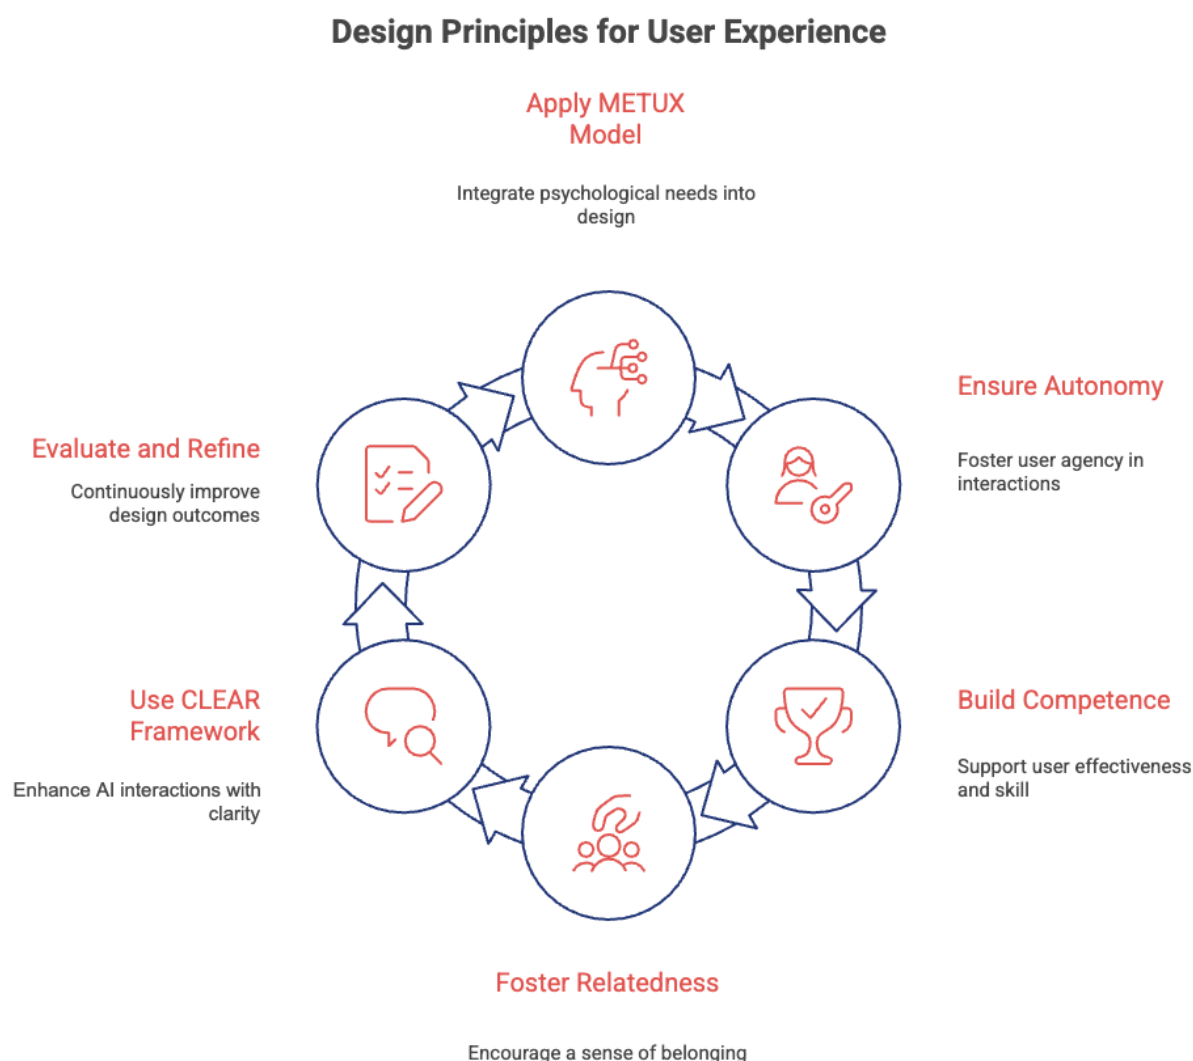 Design Principles for User Experience
Apply METUX
Model
Integrate psychological needs into
design
Ensure Autonomy
Foster user agency in
interactions
Build Competence
Support user effectiveness
and skill
Foster Relatedness
Encourage a sense of belonging
Use CLEAR
Framework
Enhance AI interactions with
clarity
Evaluate and Refine
Continuously improve
design outcomes